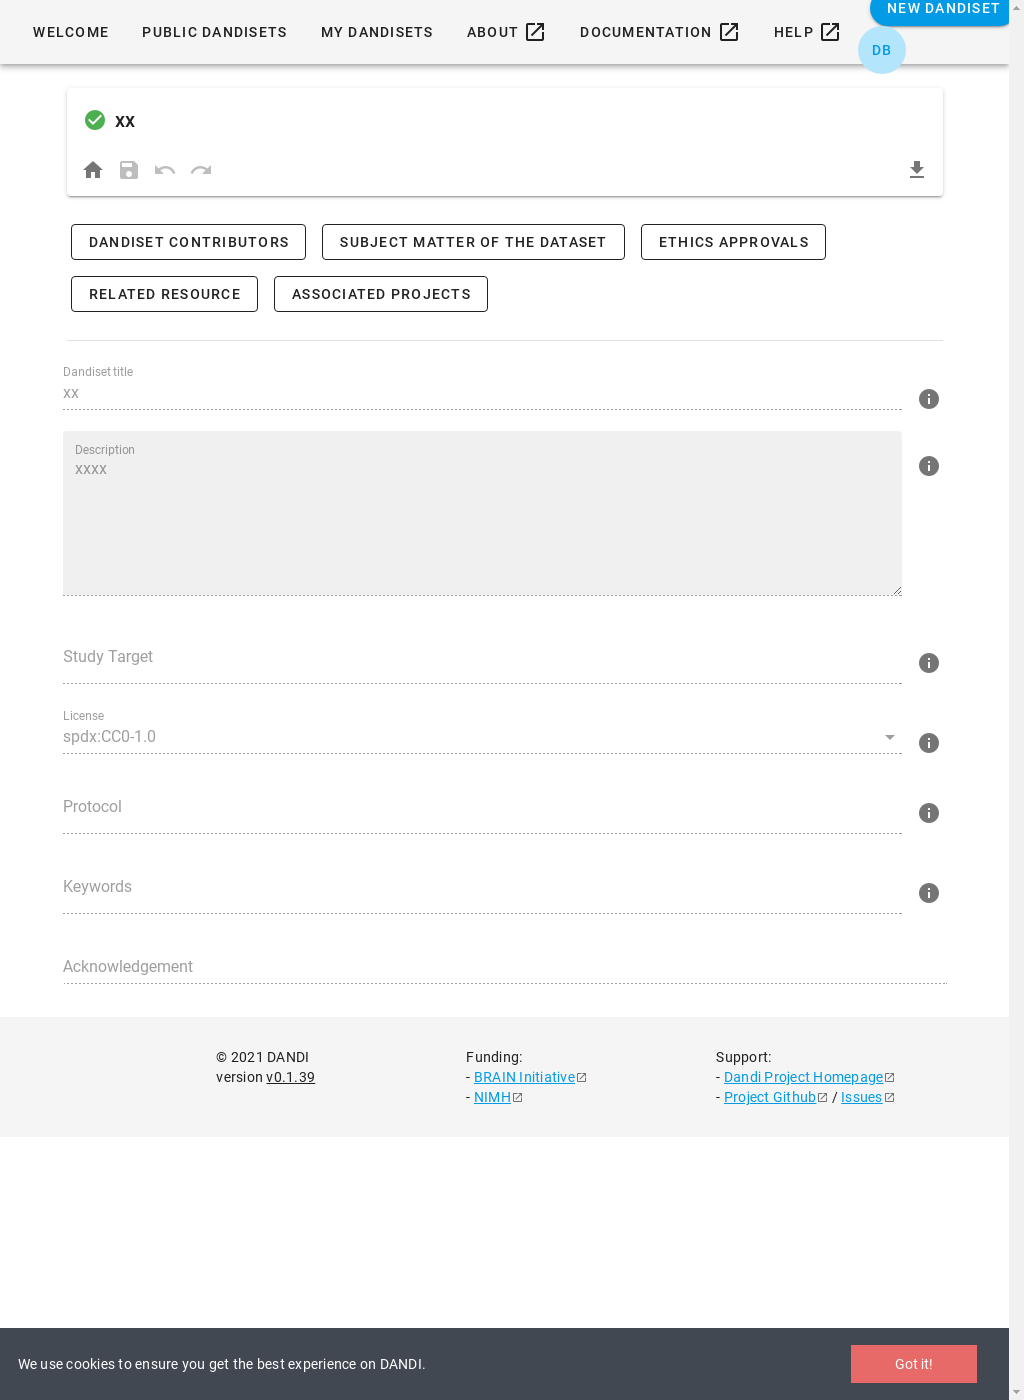 WELCOME
PUBLIC DANDISETS
MY DANDISETS
ABOUT
DOCUMENTATION
HELP
NEW DANDISET
DB
xx
DANDISET CONTRIBUTORS
SUBJECT MATTER OF THE DATASET
ETHICS APPROVALS
RELATED RESOURCE
ASSOCIATED PROJECTS
Dandiset title
xx
Description
xxxx
Study Target
License
spdx:CC0-1.0
Protocol
Keywords
Acknowledgement
© 2021 DANDI
version v0.1.39
Funding:
- BRAIN Initiative
- NIMH
Support:
- Dandi Project Homepage
- Project Github / Issues
We use cookies to ensure you get the best experience on DANDI.
Got it!